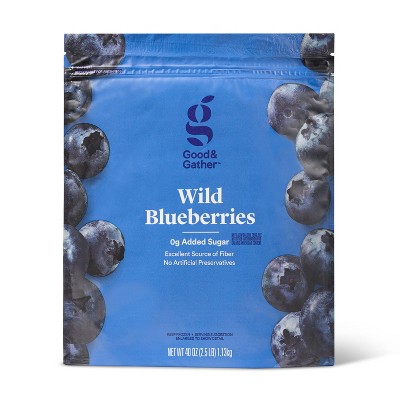 g
Good&
Gather™
Wild
Blueberries
0g Added Sugar
Excellent Source of Fiber
No Artificial Preservatives
NET WT 40 OZ (2.5 LB) 1.13kg